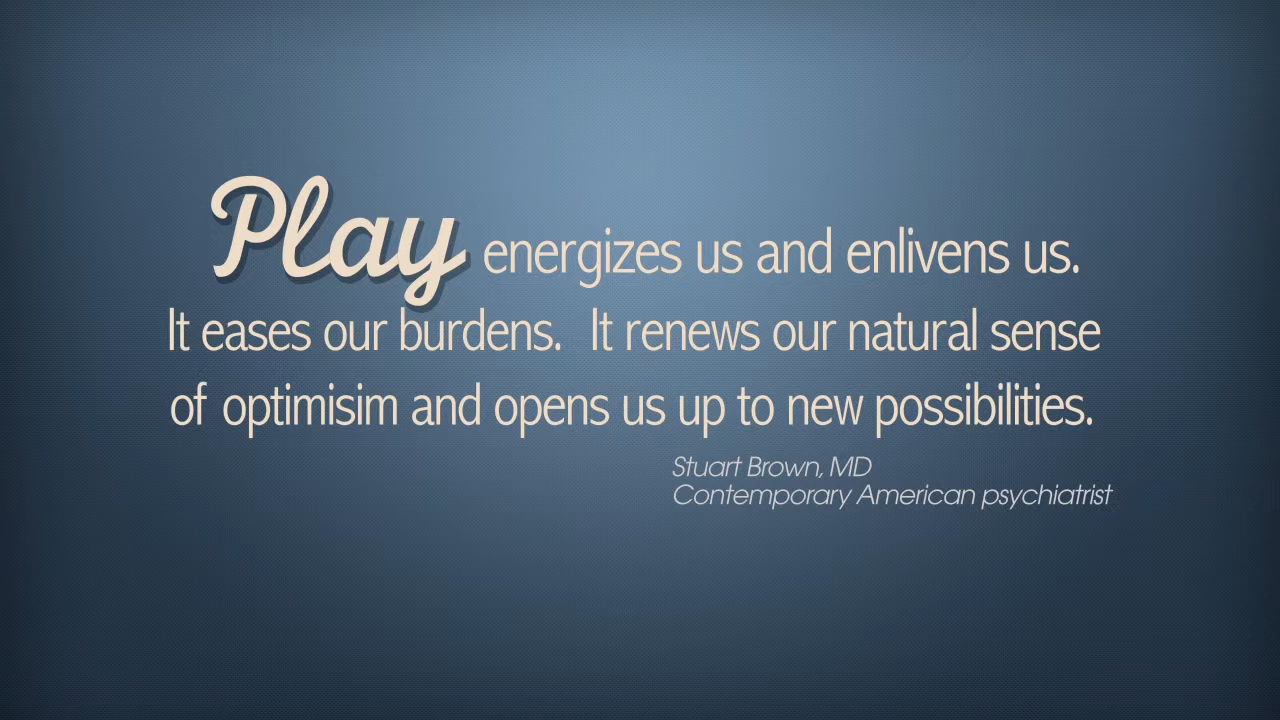 Play energizes us and enlivens us.
It eases our burdens.  It renews our natural sense
of optimisim and opens us up to new possibilities.
Stuart Brown, MD
Contemporary American psychiatrist